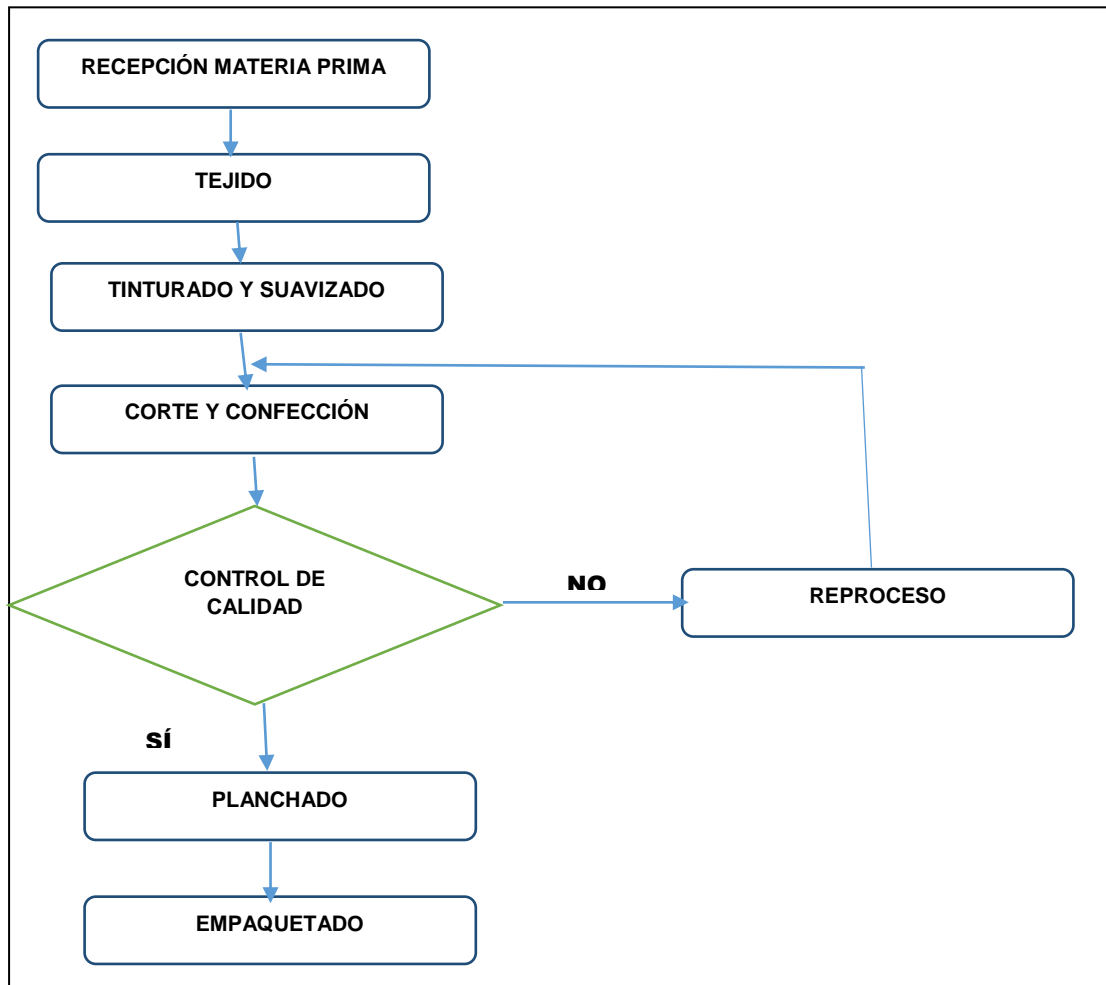 RECEPCIÓN MATERIA PRIMA
TEJIDO
TINTURADO Y SUAVIZADO
CORTE Y CONFECCIÓN
CONTROL DE
CALIDAD
NO
REPROCESO
SÍ
PLANCHADO
EMPAQUETADO